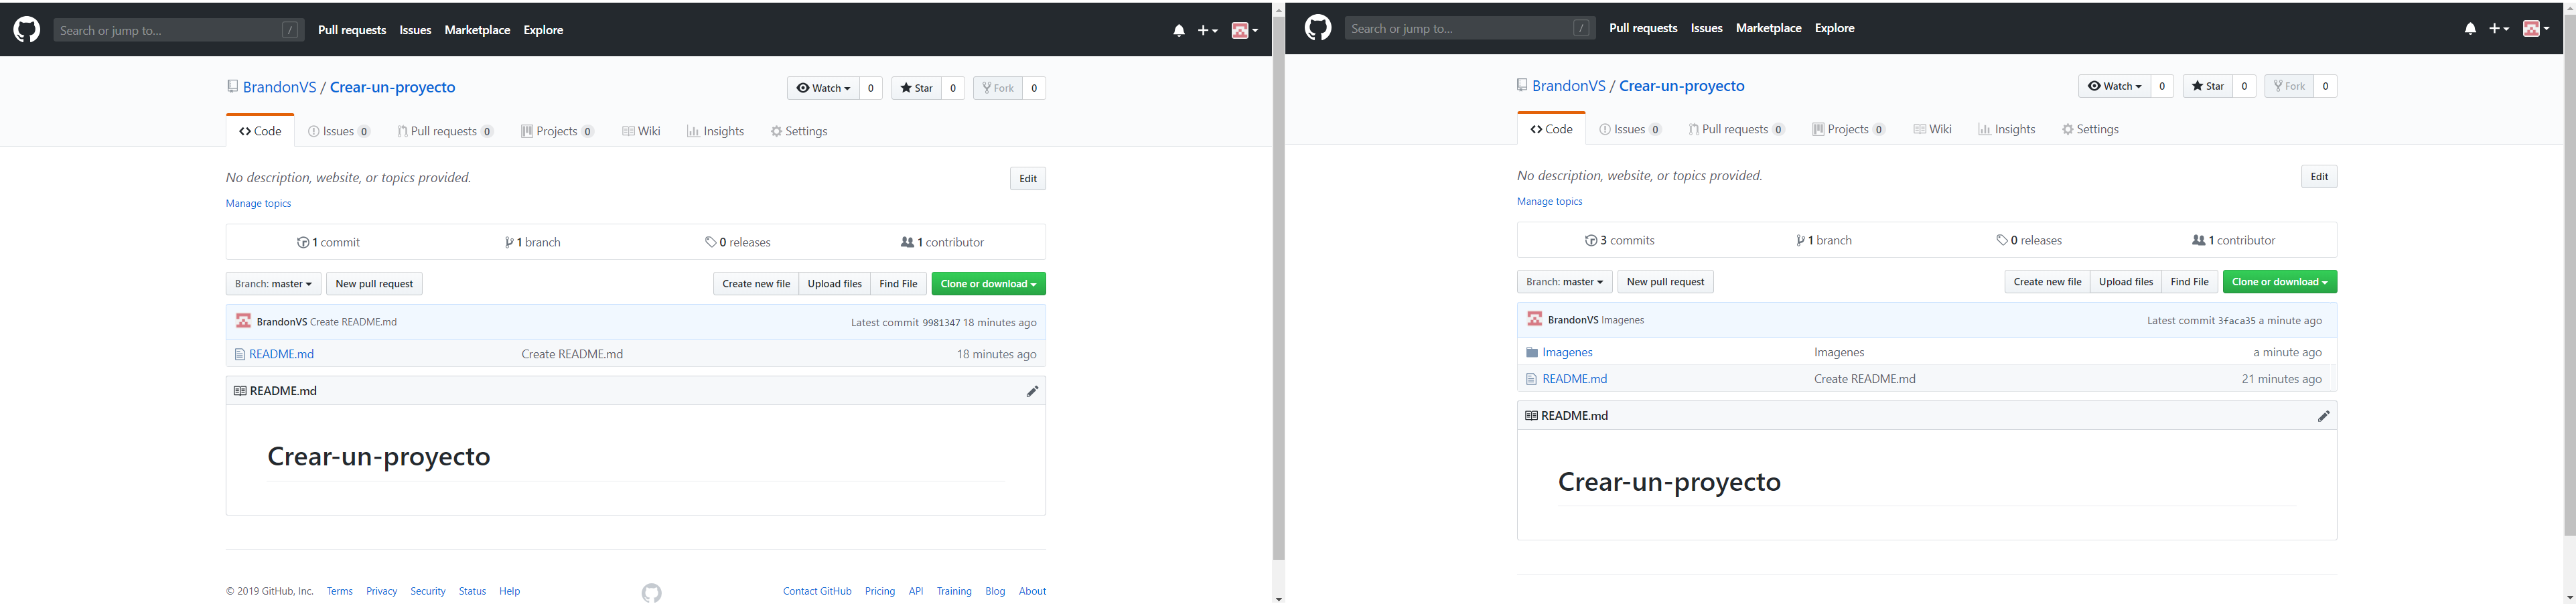 Search or jump to... /
Pull requests Issues Marketplace Explore
BrandonVS / Crear-un-proyecto
Watch 0 Star 0 Fork 0
Code Issues 0 Pull requests 0 Projects 0 Wiki Insights Settings
No description, website, or topics provided.
Edit
Manage topics
1 commit 1 branch 0 releases 1 contributor
Branch: master New pull request Create new file Upload files Find File Clone or download
BrandonVS Create README.md Latest commit 9981347 18 minutes ago
README.md Create README.md 18 minutes ago
README.md
Crear-un-proyecto
© 2019 GitHub, Inc. Terms Privacy Security Status Help Contact GitHub Pricing API Training Blog About
Search or jump to... /
Pull requests Issues Marketplace Explore
BrandonVS / Crear-un-proyecto
Watch 0 Star 0 Fork 0
Code Issues 0 Pull requests 0 Projects 0 Wiki Insights Settings
No description, website, or topics provided.
Edit
Manage topics
3 commits 1 branch 0 releases 1 contributor
Branch: master New pull request Create new file Upload files Find File Clone or download
BrandonVS Imagenes Latest commit 3faca35 a minute ago
Imagenes Imagenes a minute ago
README.md Create README.md 21 minutes ago
README.md
Crear-un-proyecto